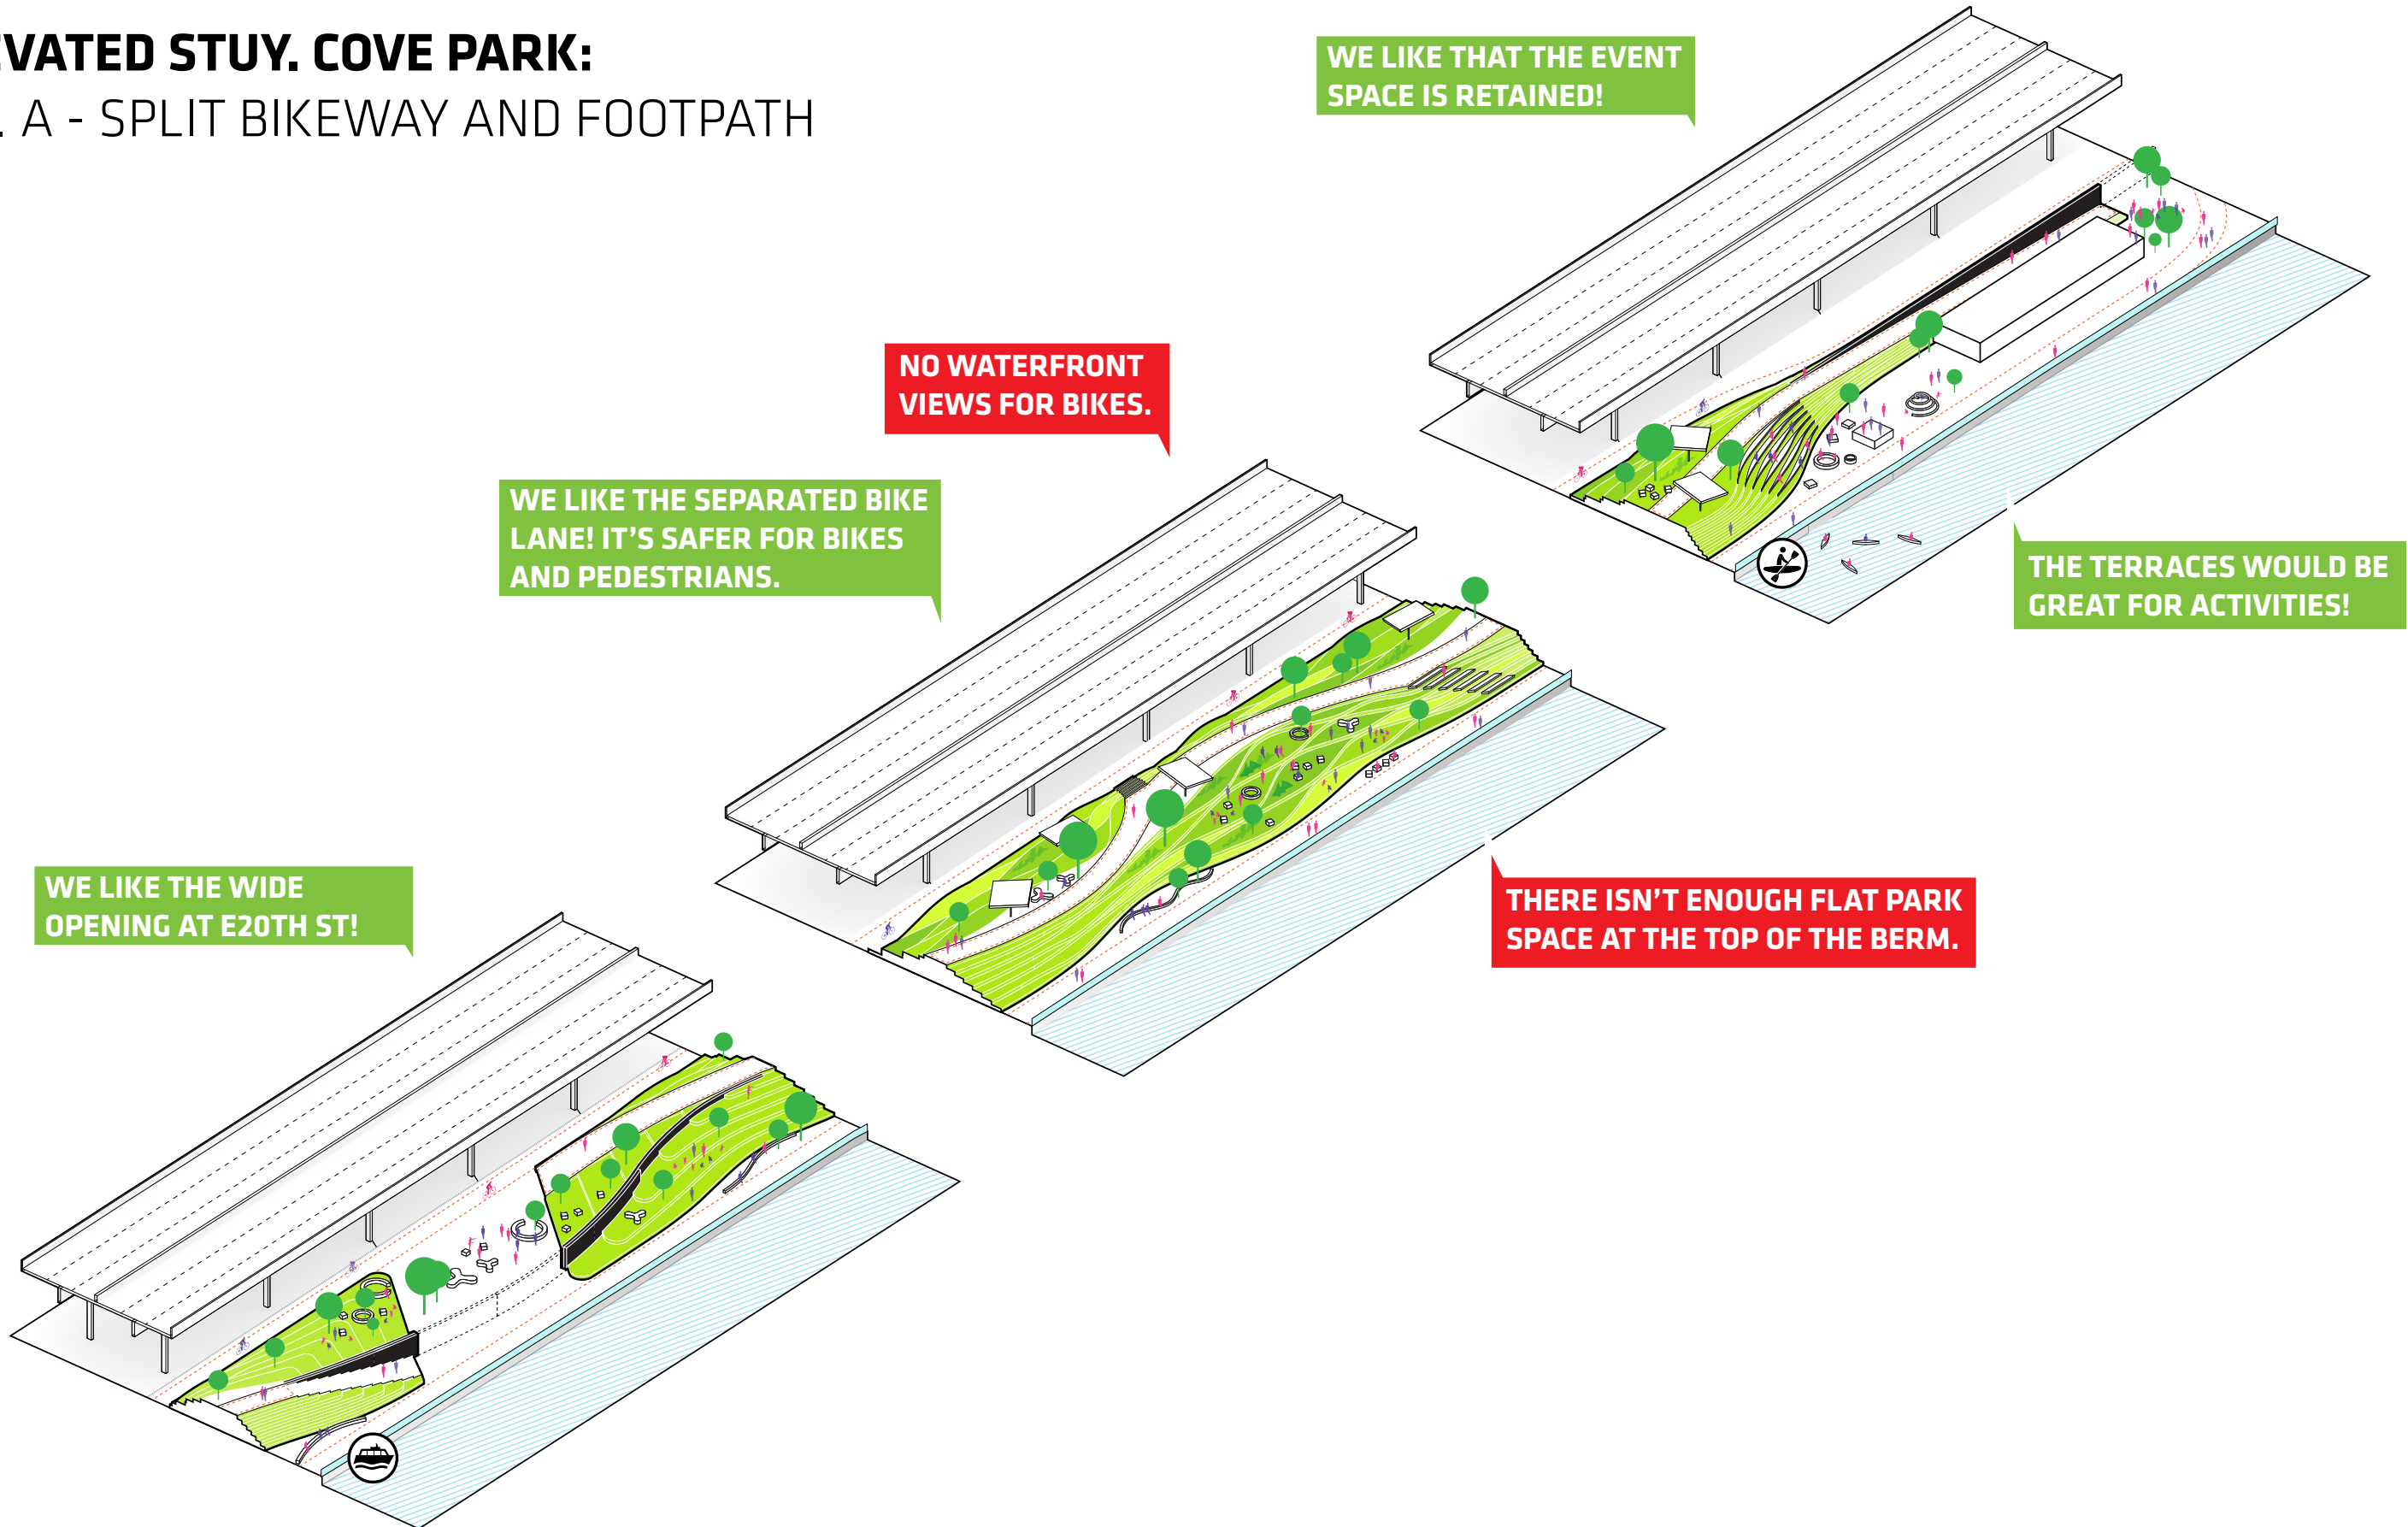 EVATED STUY. COVE PARK:
. A - SPLIT BIKEWAY AND FOOTPATH
WE LIKE THAT THE EVENT
SPACE IS RETAINED!
NO WATERFRONT
VIEWS FOR BIKES.
WE LIKE THE SEPARATED BIKE
LANE! IT'S SAFER FOR BIKES
AND PEDESTRIANS.
THE TERRACES WOULD BE
GREAT FOR ACTIVITIES!
WE LIKE THE WIDE
OPENING AT E20TH ST!
THERE ISN'T ENOUGH FLAT PARK
SPACE AT THE TOP OF THE BERM.